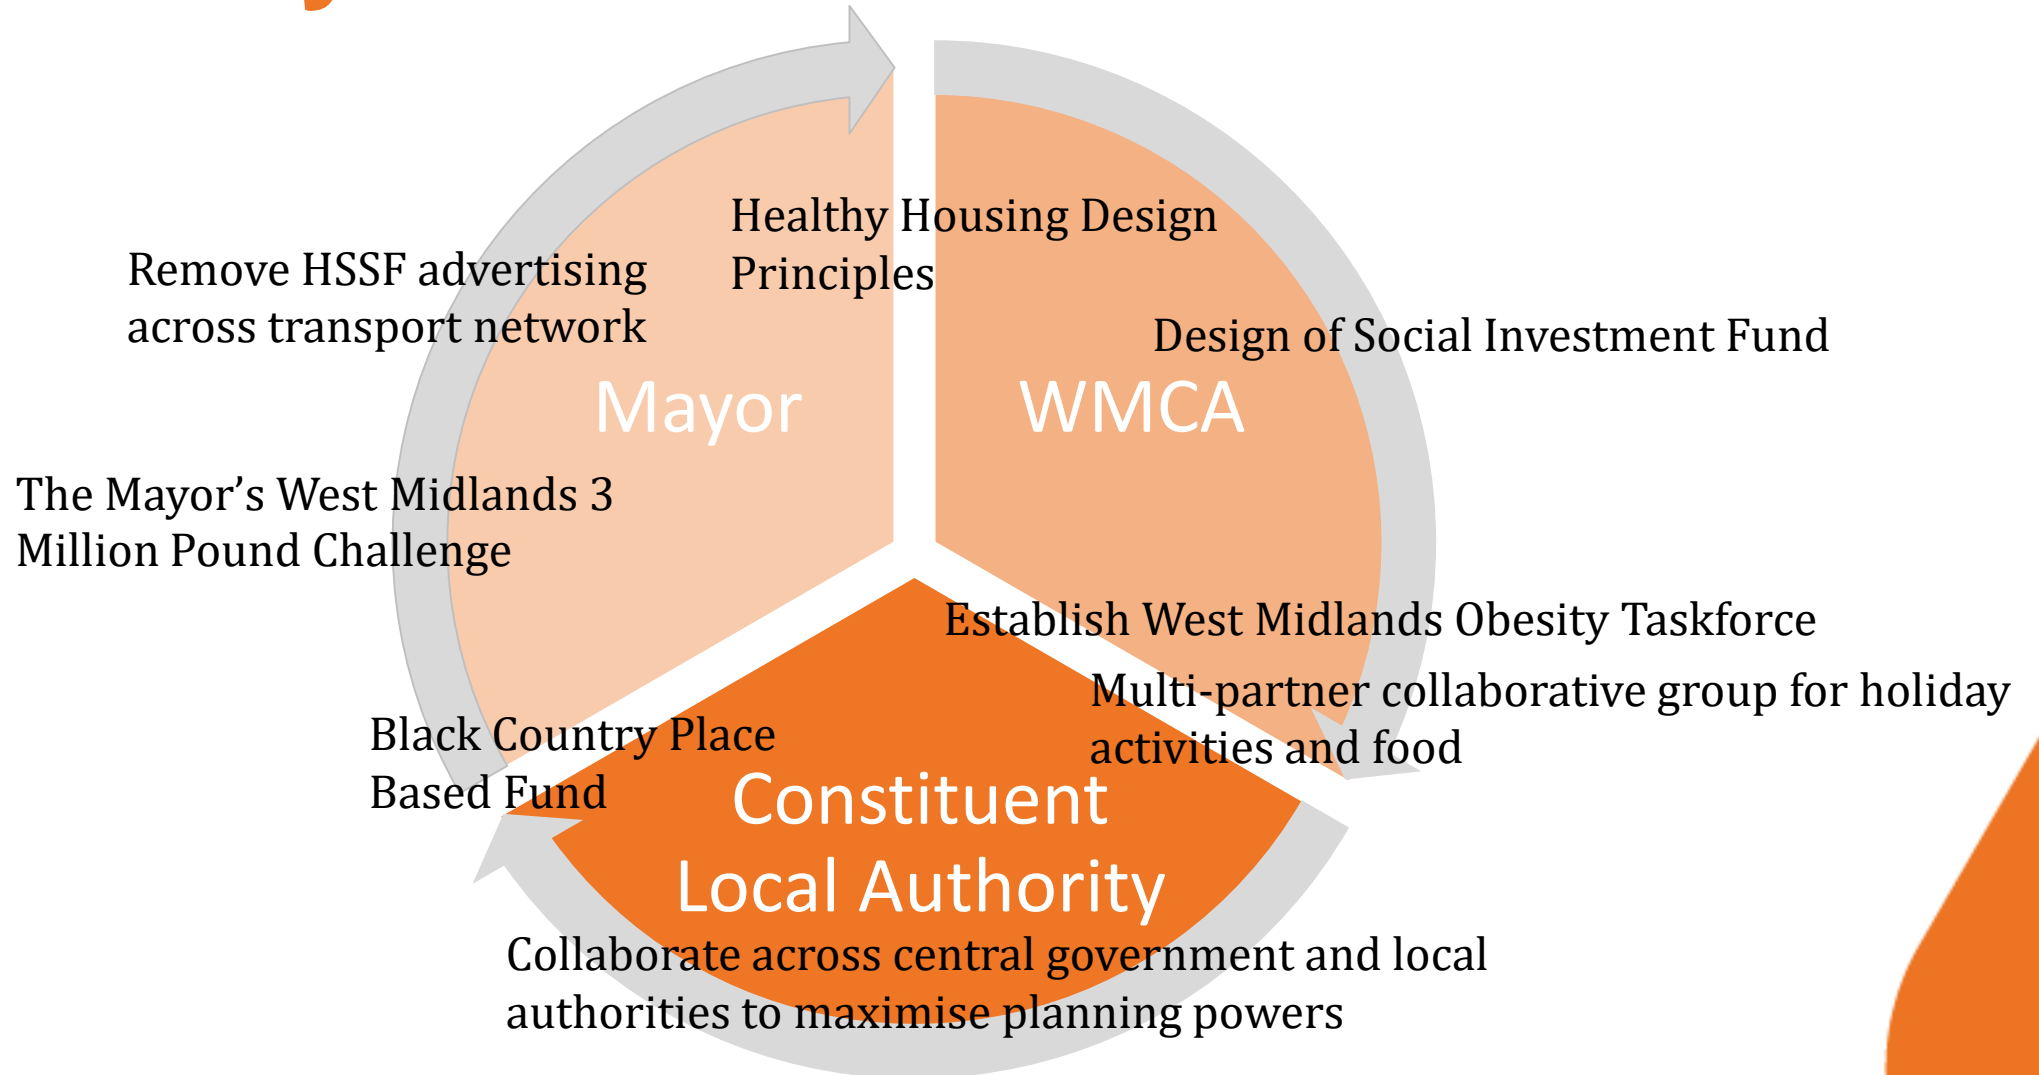 Healthy Housing Design
Principles
Remove HSSF advertising
across transport network
Design of Social Investment Fund
Mayor
WMCA
The Mayor’s West Midlands 3
Million Pound Challenge
Establish West Midlands Obesity Taskforce
Multi-partner collaborative group for holiday
activities and food
Black Country Place
Based Fund
Constituent
Local Authority
Collaborate across central government and local
authorities to maximise planning powers